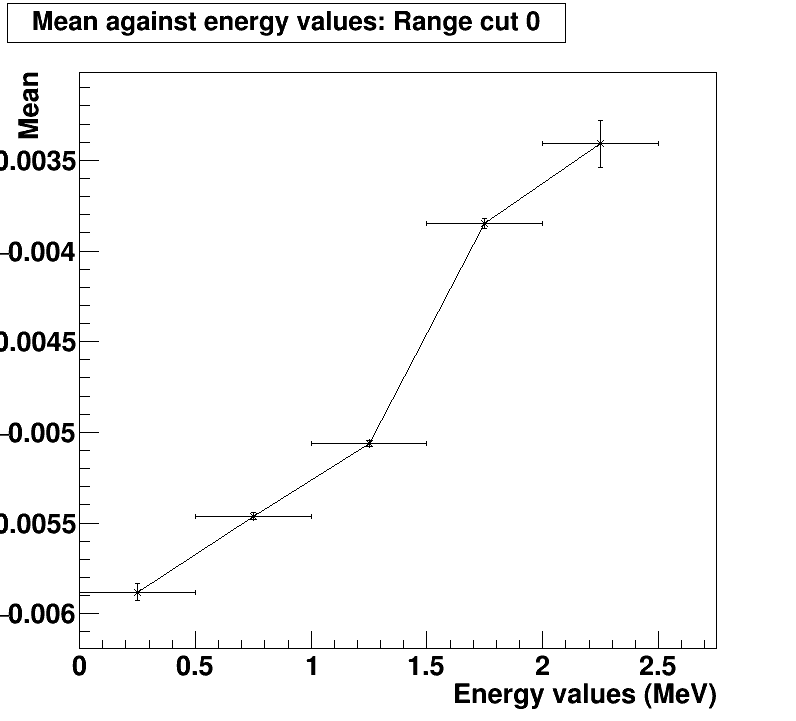 Mean against energy values: Range cut 0
Mean
0.0035
−0.004
0.0045
−0.005
0.0055
−0.006
0 0.5 1 1.5 2 2.5
Energy values (MeV)